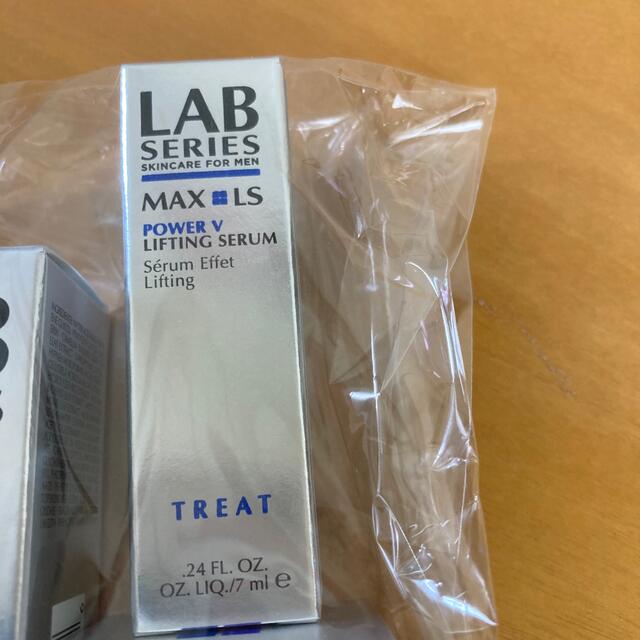 LAB
SERIES
SKINCARE FOR MEN
MAX LS
POWER V
LIFTING SERUM
Sérum Effet
Lifting
TREAT
.24 FL. OZ.
OZ. LIQ./7 ml ℮